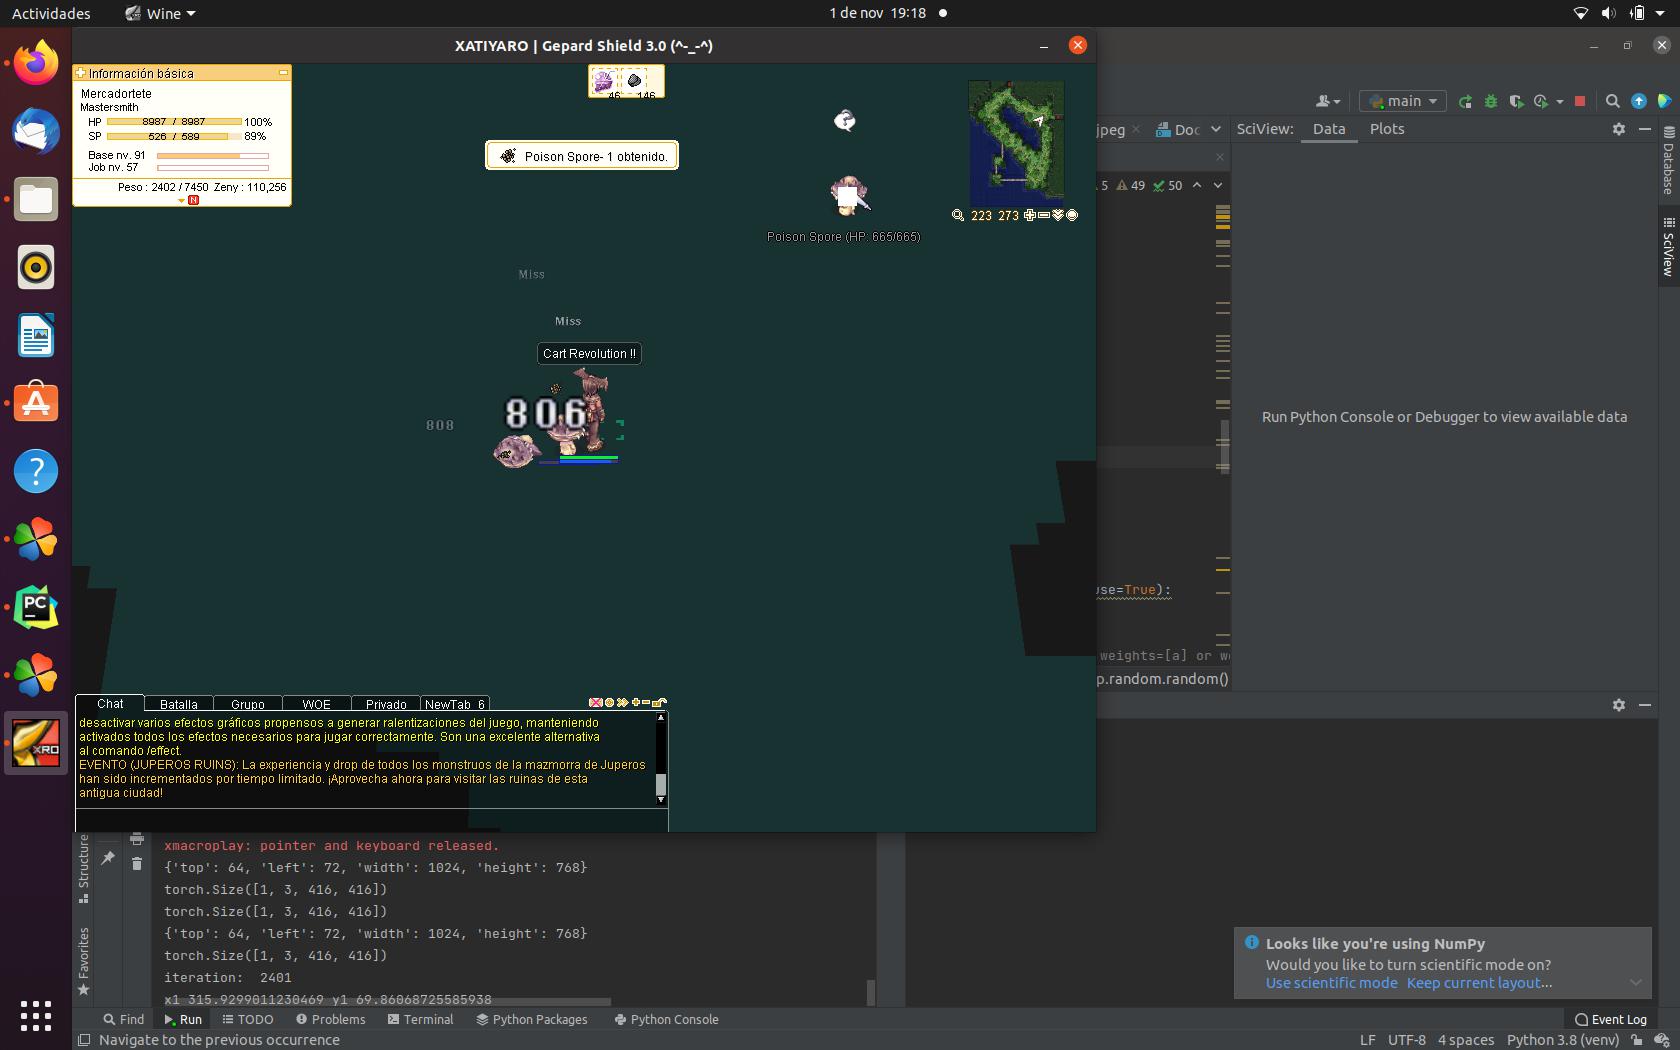 Actividades
Wine
1 de nov 19:18
XATIYARO | Gepard Shield 3.0 (^-_-^)
Información básica
Mercadortete
Mastersmith
HP 8987 / 8987 100%
SP 526 / 589 89%
Base nv. 91
Job nv. 57
Peso : 2402 / 7450 Zeny : 110,256
N
46 146
Poison Spore- 1 obtenido.
?
Poison Spore (HP: 665/665)
223 273
Miss
Miss
Cart Revolution !!
806
808
Chat
Batalla
Grupo
WOE
Privado
NewTab_6
desactivar varios efectos gráficos propensos a generar ralentizaciones del juego, manteniendo
activados todos los efectos necesarios para jugar correctamente. Son una excelente alternativa
al comando /effect.
EVENTO (JUPEROS RUINS): La experiencia y drop de todos los monstruos de la mazmorra de Juperos
han sido incrementados por tiempo limitado. ¡Aprovecha ahora para visitar las ruinas de esta
antigua ciudad!
main
jpeg
Doc
SciView:
Data
Plots
5 49 50
Database
SciView
Run Python Console or Debugger to view available data
use=True):
weights=[a] or we
p.random.random()
PC
XRO
Structure
Favorites
xmacroplay: pointer and keyboard released.
{'top': 64, 'left': 72, 'width': 1024, 'height': 768}
torch.Size([1, 3, 416, 416])
torch.Size([1, 3, 416, 416])
{'top': 64, 'left': 72, 'width': 1024, 'height': 768}
torch.Size([1, 3, 416, 416])
iteration:  2401
x1 315.9299011230469 y1 69.86068725585938
Looks like you're using NumPy
Would you like to turn scientific mode on?
Use scientific mode Keep current layout...
Find
Run
TODO
Problems
Terminal
Python Packages
Python Console
Event Log
Navigate to the previous occurrence
LF UTF-8 4 spaces Python 3.8 (venv)